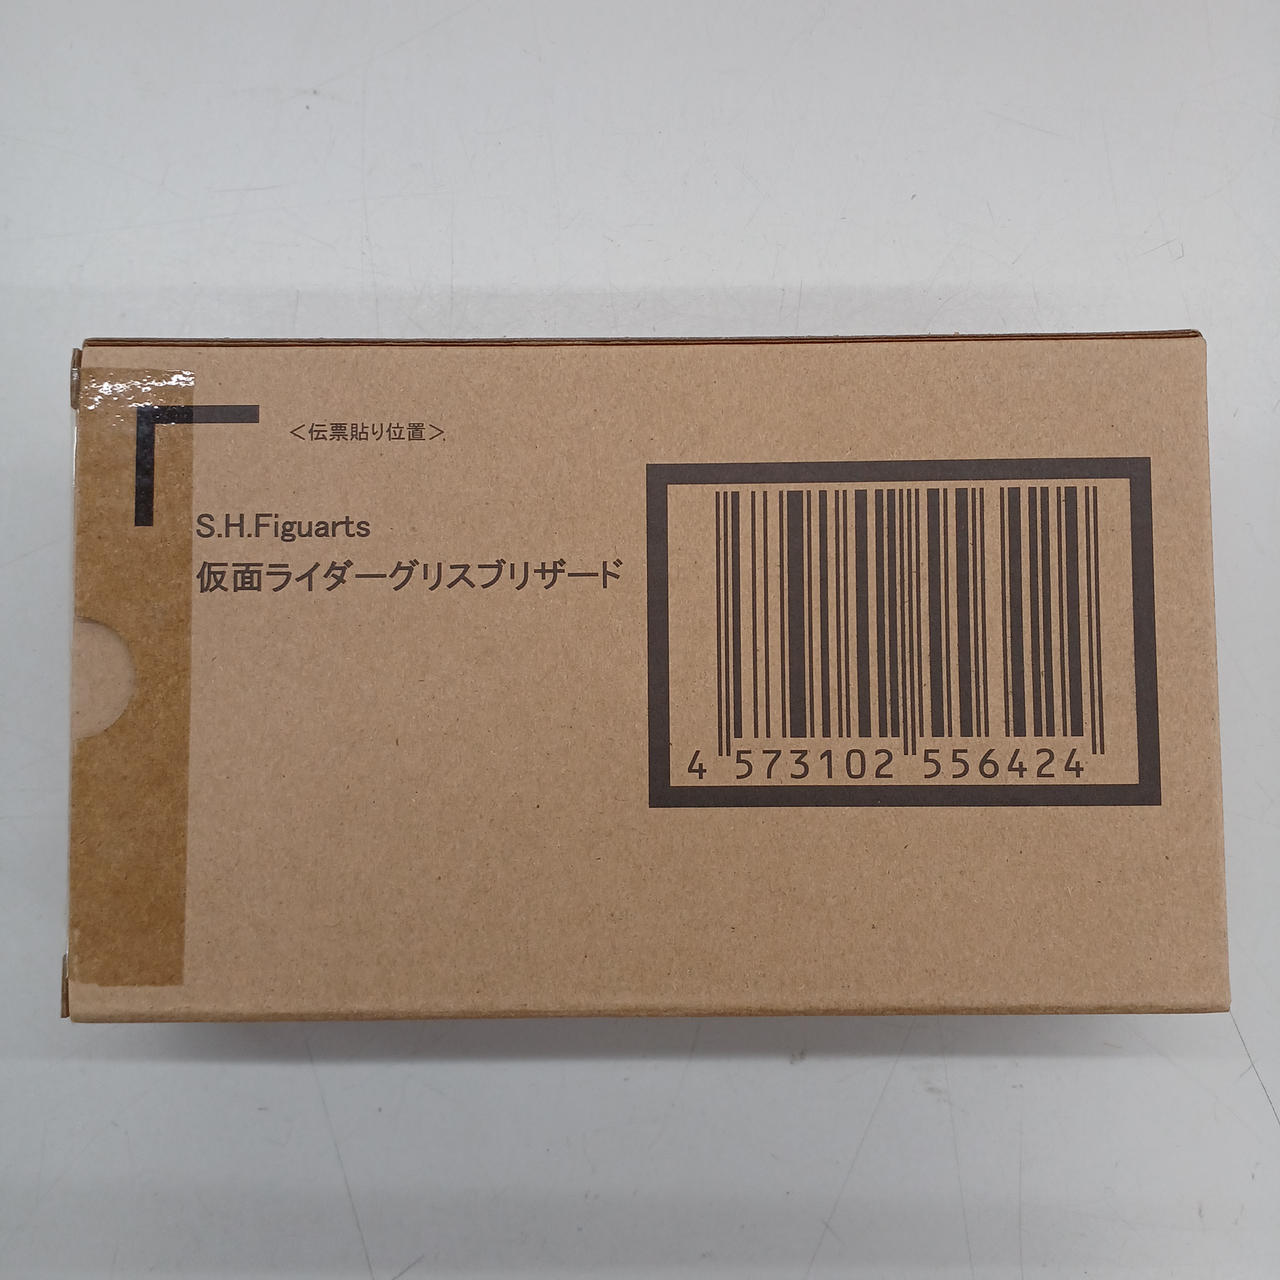 ＜伝票貼り位置＞
S.H.Figuarts
仮面ライダーグリスブリザード
4 573102 556424